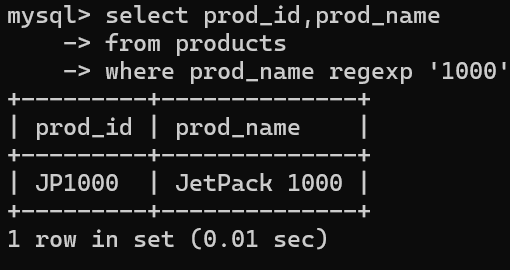 mysql> select prod_id,prod_name
    -> from products
    -> where prod_name regexp '1000'
+---------+--------------+
| prod_id | prod_name    |
+---------+--------------+
| JP1000  | JetPack 1000 |
+---------+--------------+
1 row in set (0.01 sec)